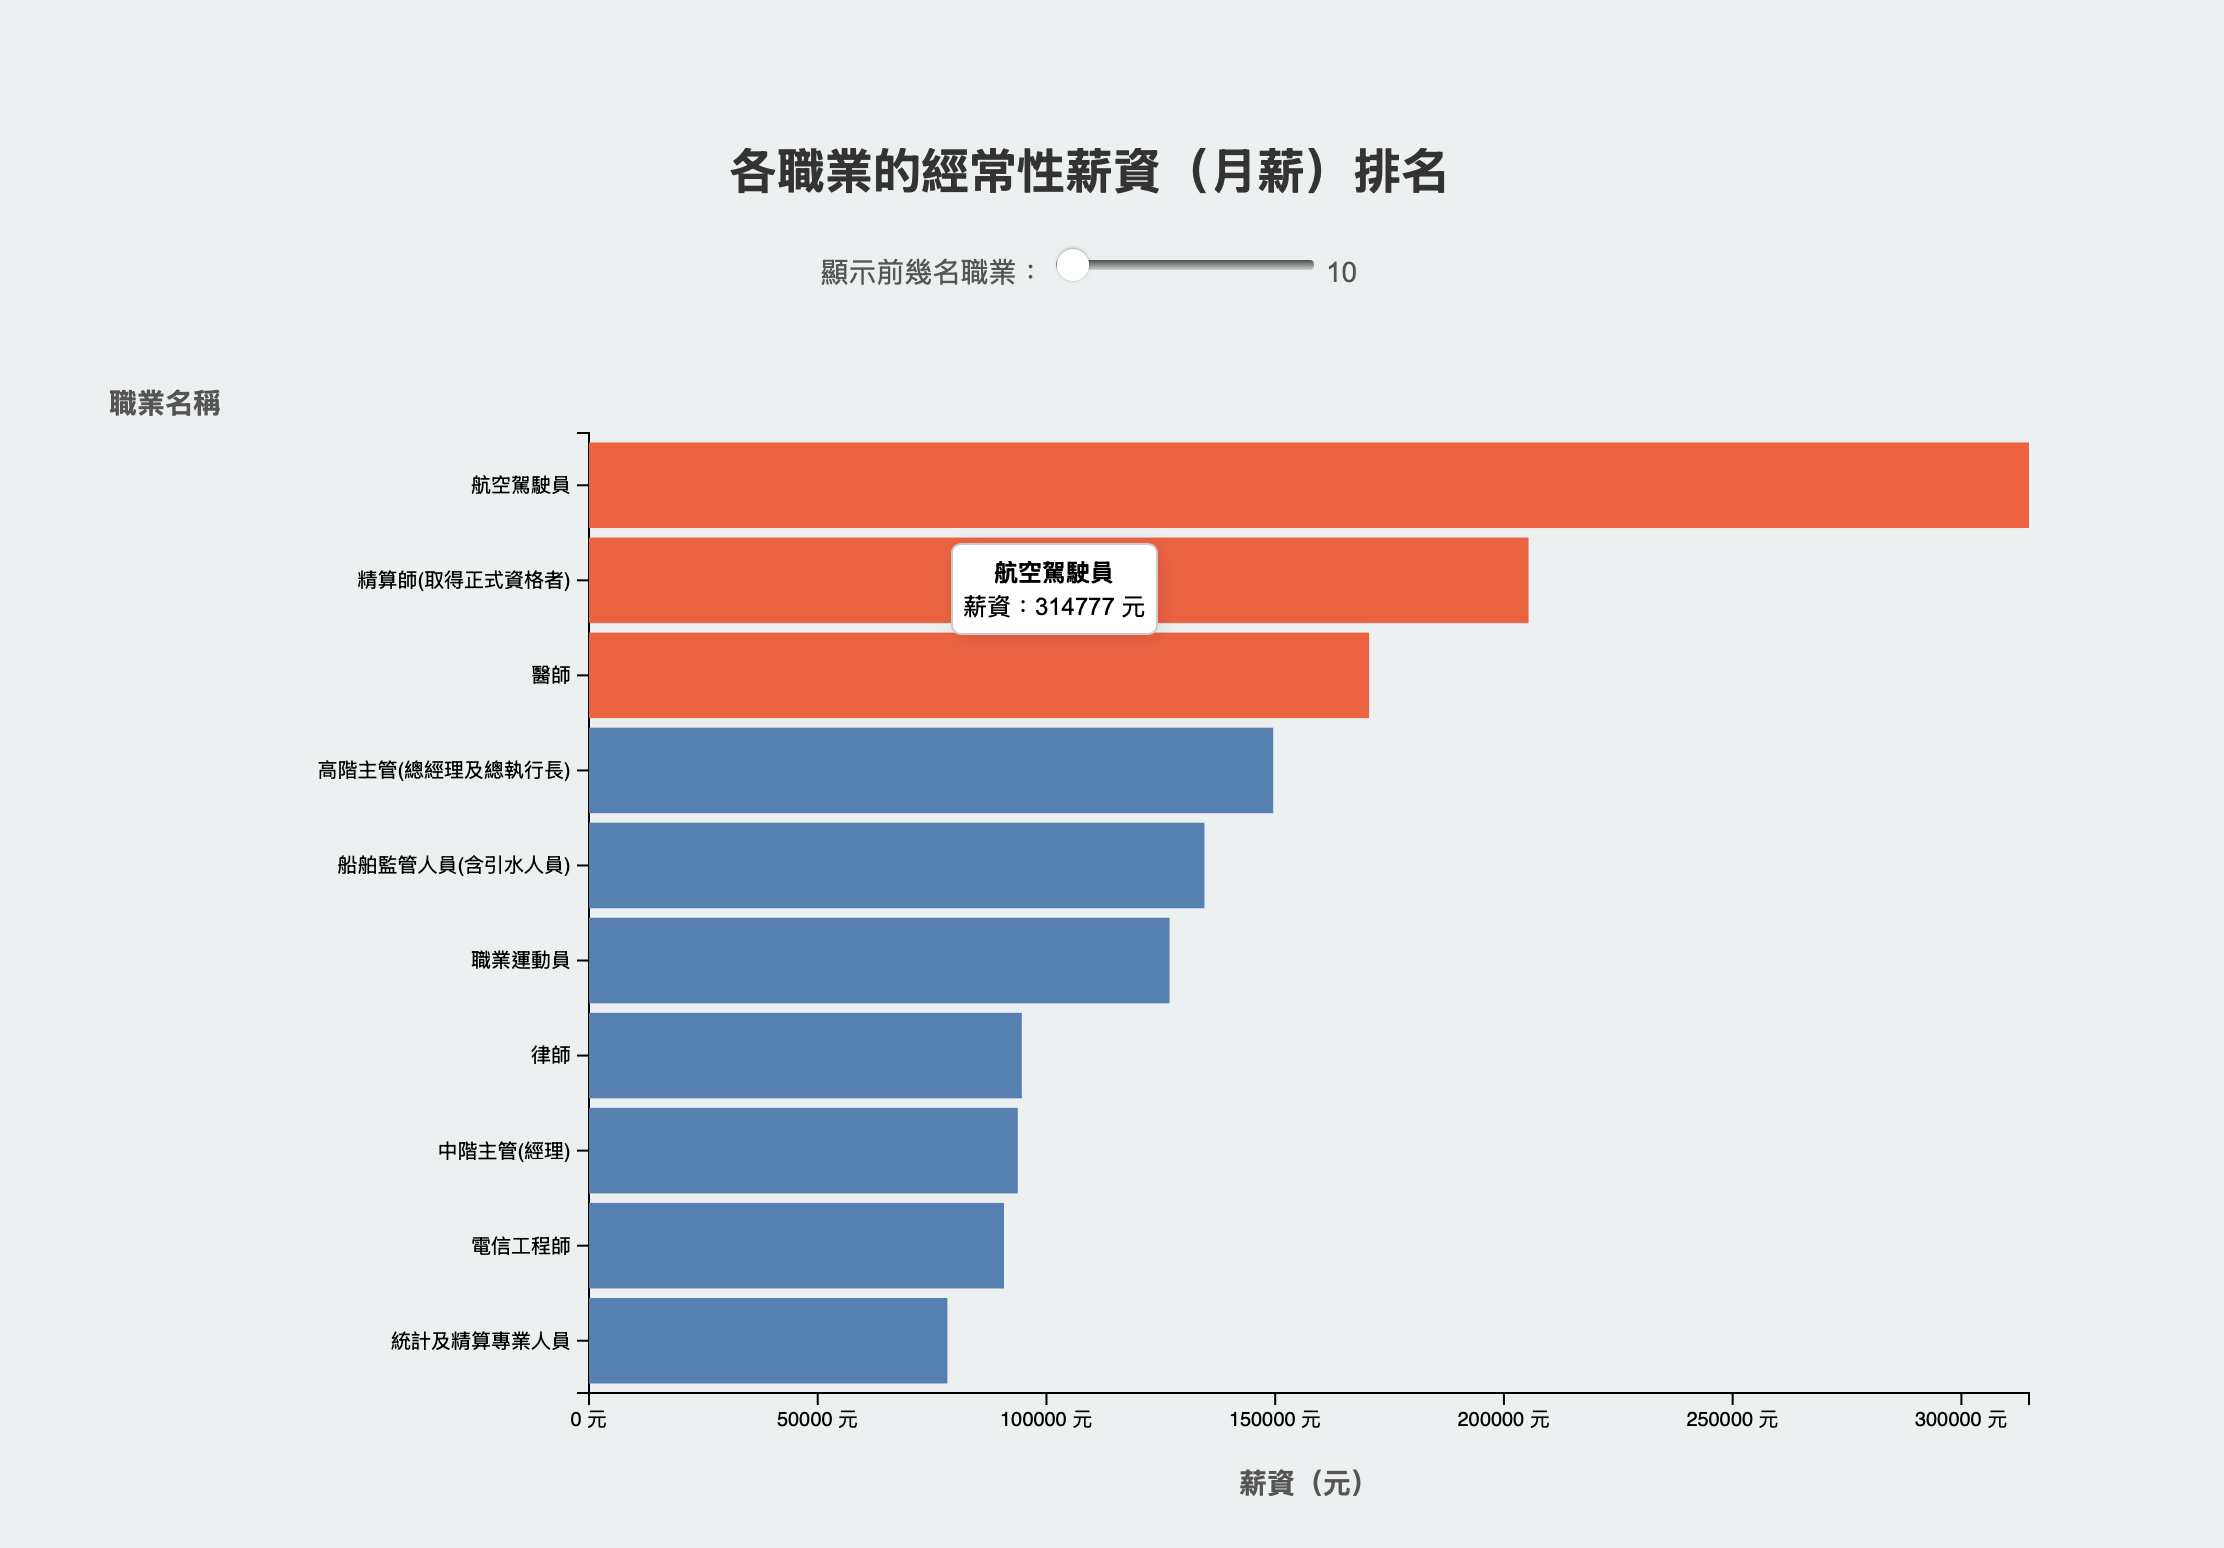 各職業的經常性薪資（月薪）排名
顯示前幾名職業： 10
職業名稱
航空駕駛員
精算師(取得正式資格者)
航空駕駛員
薪資：314777 元
醫師
高階主管(總經理及總執行長)
船舶監管人員(含引水人員)
職業運動員
律師
中階主管(經理)
電信工程師
統計及精算專業人員
0 元 50000 元 100000 元 150000 元 200000 元 250000 元 300000 元
薪資（元）